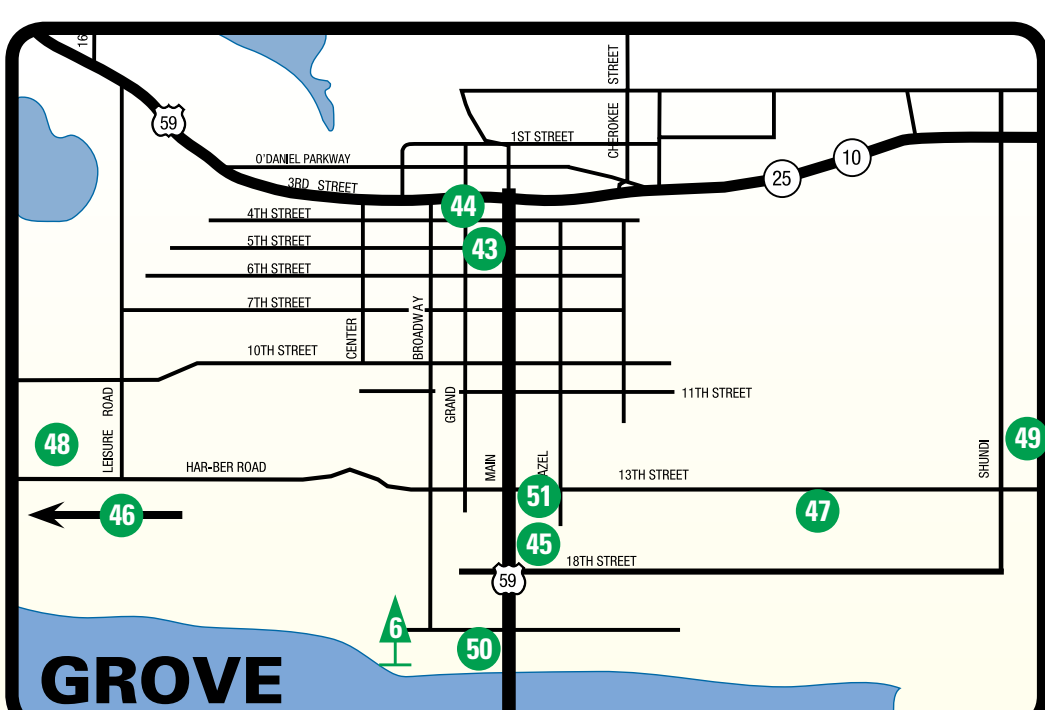 16
STREET
CHEROKEE
59
1ST STREET
O'DANIEL PARKWAY
10
25
3RD STREET
44
4TH STREET
5TH STREET
43
6TH STREET
7TH STREET
CENTER
BROADWAY
10TH STREET
11TH STREET
LEISURE ROAD
GRAND
48
49
HAR-BER ROAD
MAIN
AZEL
13TH STREET
SHUNDI
51
46
47
45
18TH STREET
59
6
50
GROVE